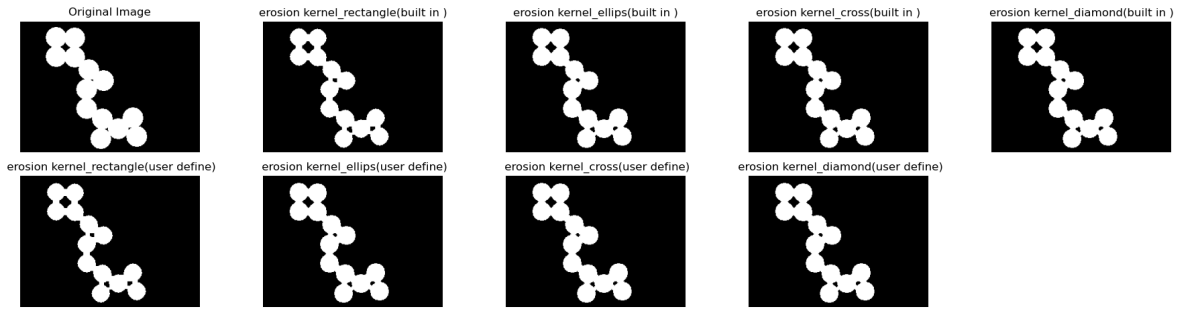 Original Image
erosion kernel_rectangle(built in )
erosion kernel_ellips(built in )
erosion kernel_cross(built in )
erosion kernel_diamond(built in )
erosion kernel_rectangle(user define)
erosion kernel_ellips(user define)
erosion kernel_cross(user define)
erosion kernel_diamond(user define)